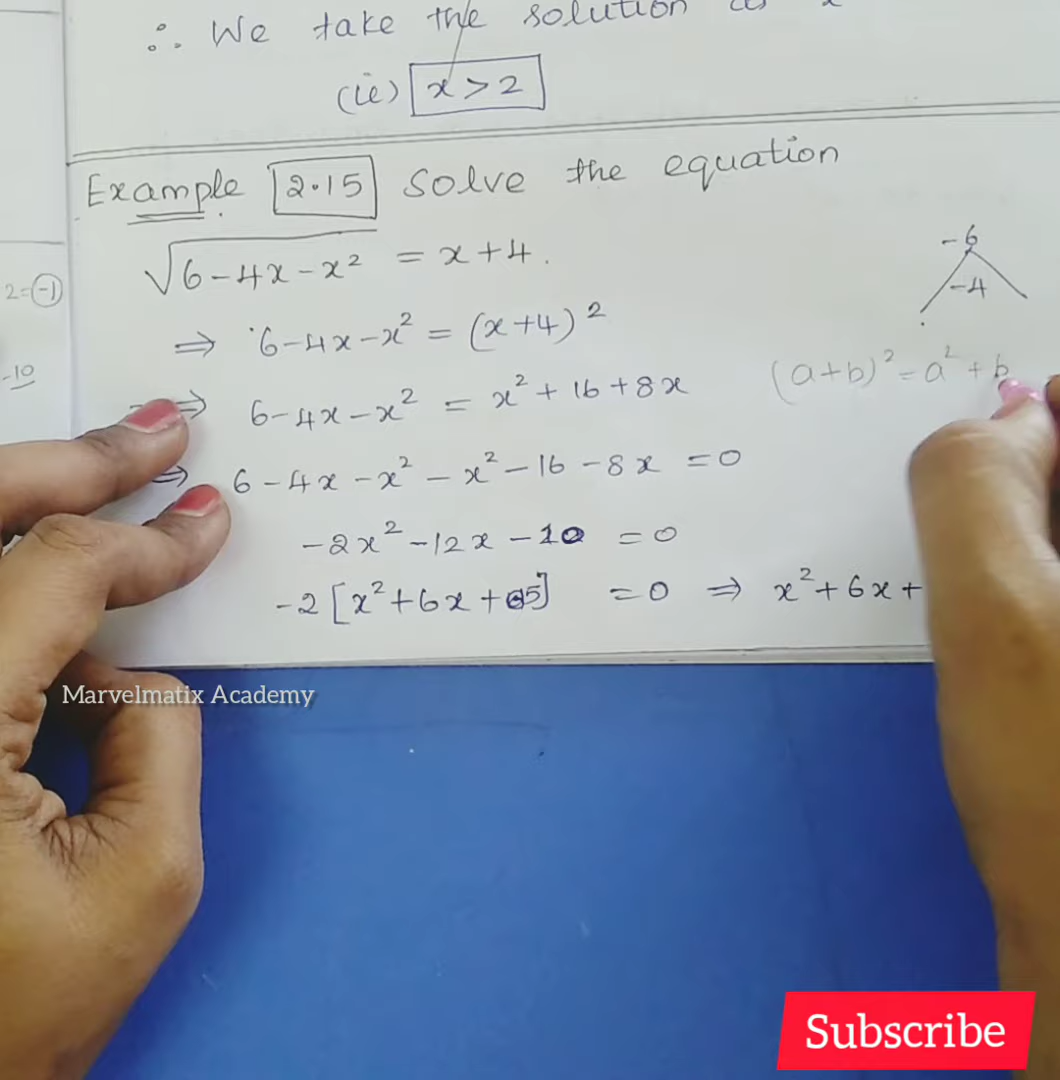 ∴ We take the solution
(ii) x > 2
Example 2.15 Solve the equation
√6-4x-x² = x+4.
-6
-4
2=-1
⇒ 6-4x-x² = (x+4)²
-10
(a+b)² = a² + b
⇒ 6-4x-x² = x² + 16 + 8x
⇒ 6-4x-x² - x² - 16 - 8x = 0
-2x² - 12x - 10 = 0
-2[x² + 6x + 5] = 0 ⇒ x² + 6x +
Marvelmatix Academy
Subscribe